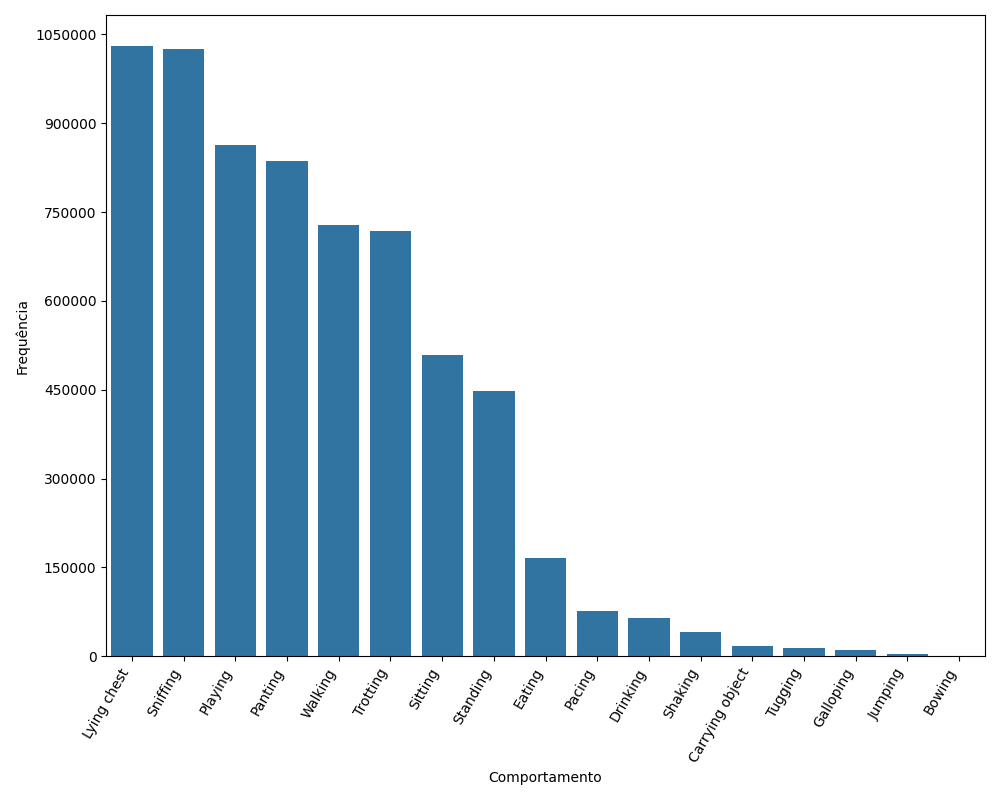 1050000
900000
750000
600000
450000
300000
150000
0
Frequência
Lying chest
Sniffing
Playing
Panting
Walking
Trotting
Sitting
Standing
Eating
Pacing
Drinking
Shaking
Carrying object
Tugging
Galloping
Jumping
Bowing
Comportamento